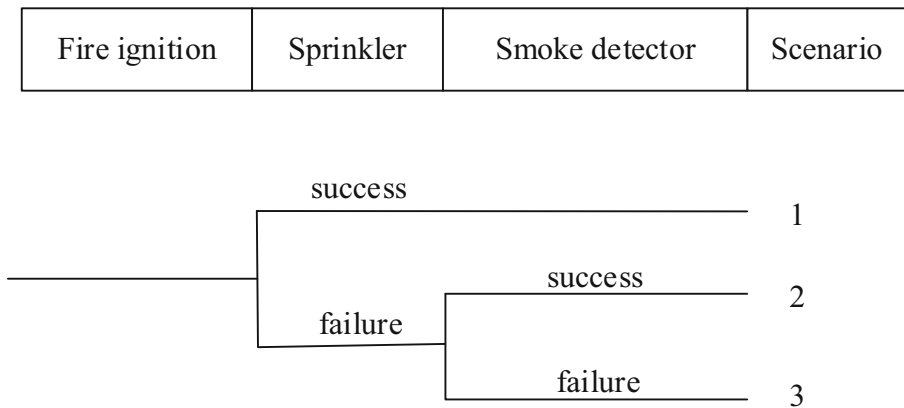 Fire ignition Sprinkler Smoke detector Scenario
success
1
success
2
failure
failure
3